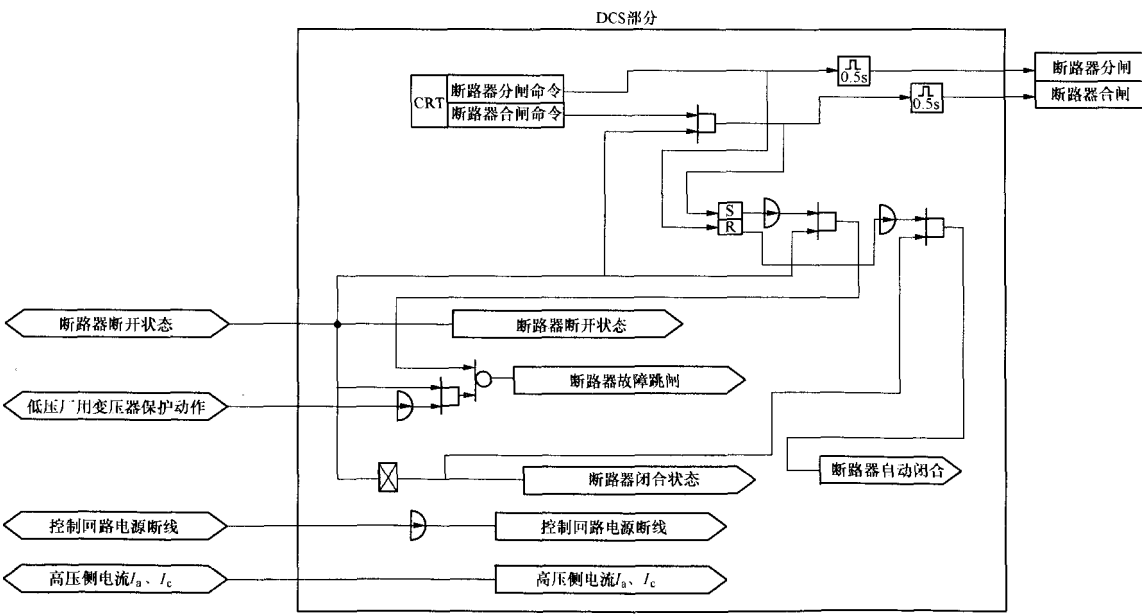 DCS部分
CRT
断路器分闸命令
断路器合闸命令
0.5s
0.5s
断路器分闸
断路器合闸
S
R
断路器断开状态
断路器断开状态
断路器故障跳闸
低压厂用变压器保护动作
断路器闭合状态
断路器自动闭合
控制回路电源断线
控制回路电源断线
高压侧电流Ia、Ic
高压侧电流Ia、Ic